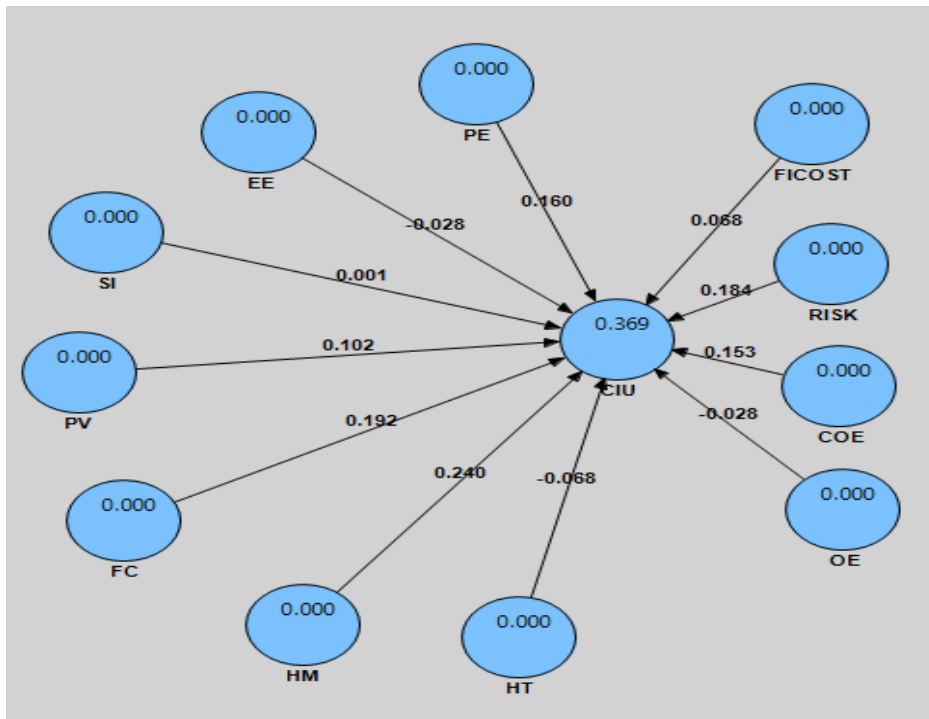 0.000
PE
0.000
EE
0.000
FICOST
0.160
0.068
-0.028
0.000
SI
0.001
0.000
RISK
0.184
0.369
CIU
0.000
PV
0.102
0.153
0.000
COE
-0.028
0.192
0.000
FC
0.240
-0.068
0.000
OE
0.000
HM
0.000
HT